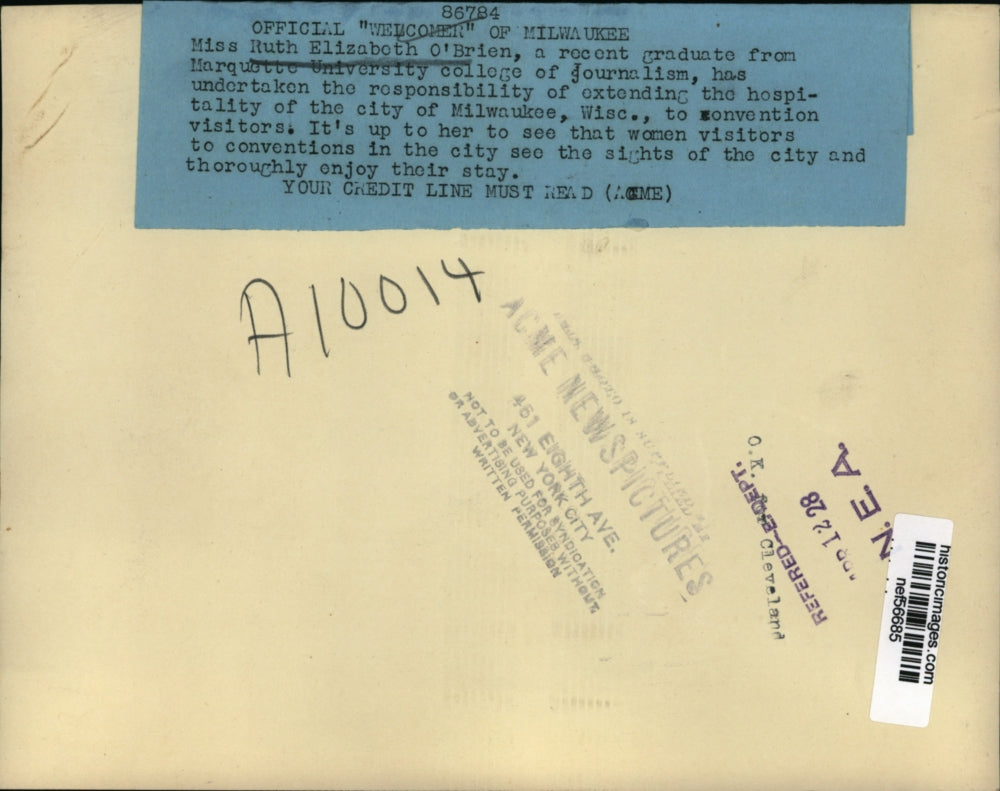 86784
OFFICIAL "WELCOMER" OF MILWAUKEE
Miss Ruth Elizabeth O'Brien, a recent graduate from
Marquette University college of Journalism, has
undertaken the responsibility of extending the hospi-
tality of the city of Milwaukee, Wisc., to convention
visitors. It's up to her to see that women visitors
to conventions in the city see the sights of the city and
thoroughly enjoy their stay.
YOUR CREDIT LINE MUST READ (ACME)
A10014
ACME NEWSPICTURES
461 EIGHTH AVE.
NEW YORK CITY
NOT TO BE USED FOR SYNDICATION
OR ADVERTISING PURPOSES WITHOUT
WRITTEN PERMISSION
O.K. Cleveland
REFERED-EDEPT.
28
N.E.A.
historicimages.com
nef56685